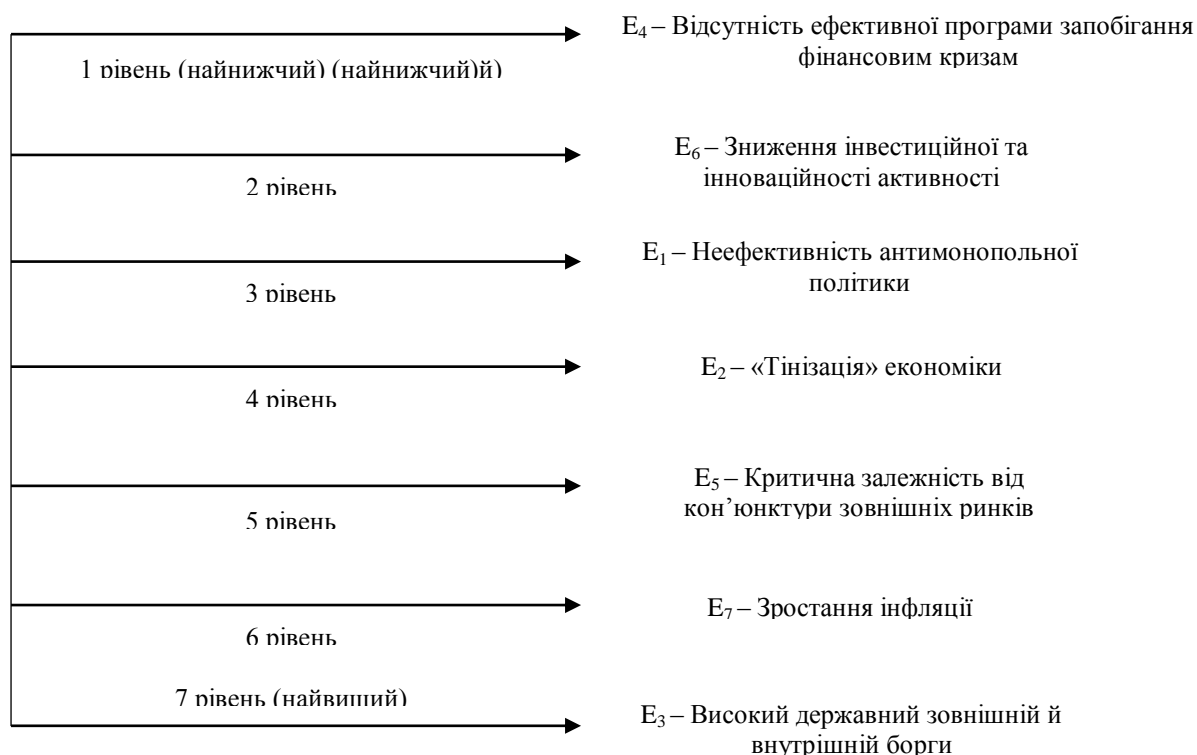 E4 – Відсутність ефективної програми запобігання
фінансовим кризам
1 рівень (найнижчий) (найнижчий)й)
E6 – Зниження інвестиційної та
інноваційності активності
2 рівень
E1 – Неефективність антимонопольної
політики
3 рівень
E2 – «Тінізація» економіки
4 рівень
E5 – Критична залежність від
кон’юнктури зовнішніх ринків
5 рівень
E7 – Зростання інфляції
6 рівень
7 рівень (найвиший)
E3 – Високий державний зовнішній й
внутрішній борги